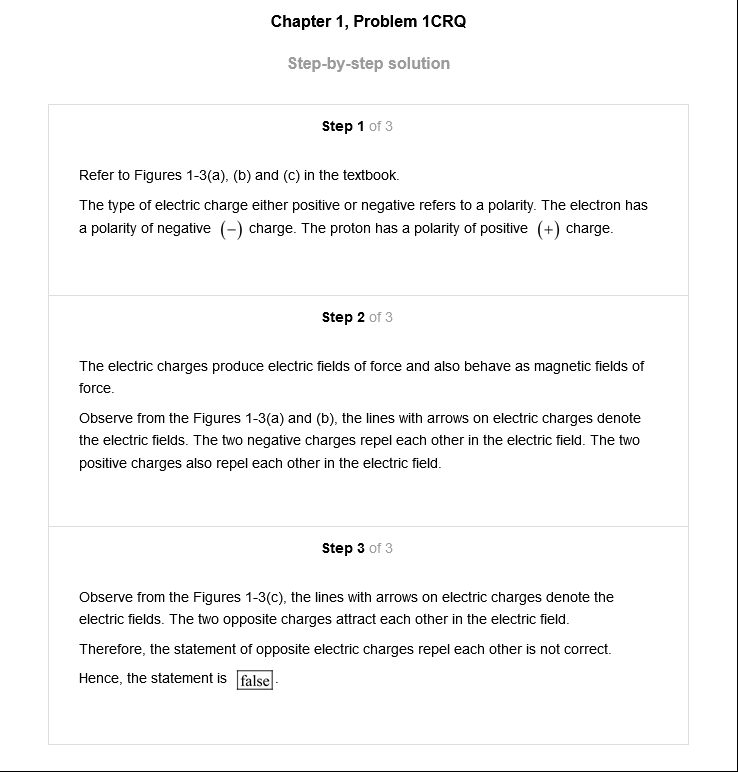 Chapter 1, Problem 1CRQ
Step-by-step solution
Step 1 of 3
Refer to Figures 1-3(a), (b) and (c) in the textbook.
The type of electric charge either positive or negative refers to a polarity. The electron has
a polarity of negative (−) charge. The proton has a polarity of positive (+) charge.
Step 2 of 3
The electric charges produce electric fields of force and also behave as magnetic fields of
force.
Observe from the Figures 1-3(a) and (b), the lines with arrows on electric charges denote
the electric fields. The two negative charges repel each other in the electric field. The two
positive charges also repel each other in the electric field.
Step 3 of 3
Observe from the Figures 1-3(c), the lines with arrows on electric charges denote the
electric fields. The two opposite charges attract each other in the electric field.
Therefore, the statement of opposite electric charges repel each other is not correct.
Hence, the statement is false.